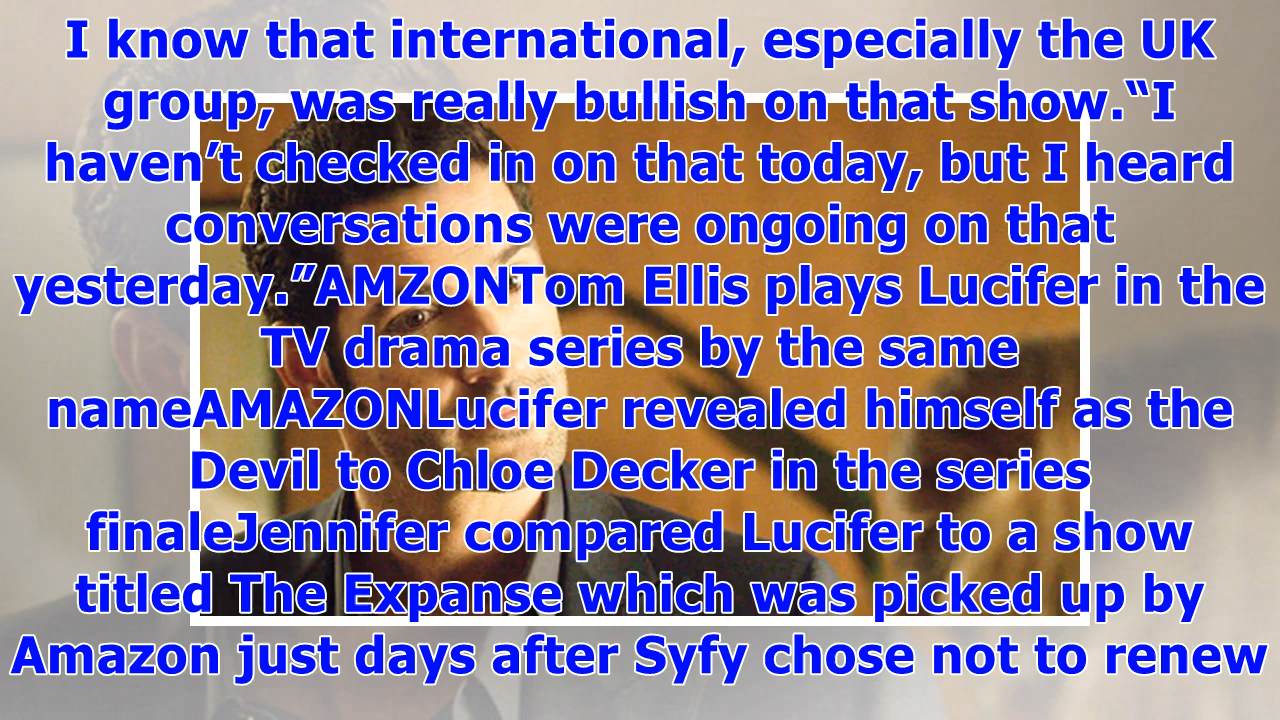 I know that international, especially the UK
group, was really bullish on that show.“I
haven’t checked in on that today, but I heard
conversations were ongoing on that
yesterday.”AMZONTom Ellis plays Lucifer in the
TV drama series by the same
nameAMAZONLucifer revealed himself as the
Devil to Chloe Decker in the series
finaleJennifer compared Lucifer to a show
titled The Expanse which was picked up by
Amazon just days after Syfy chose not to renew